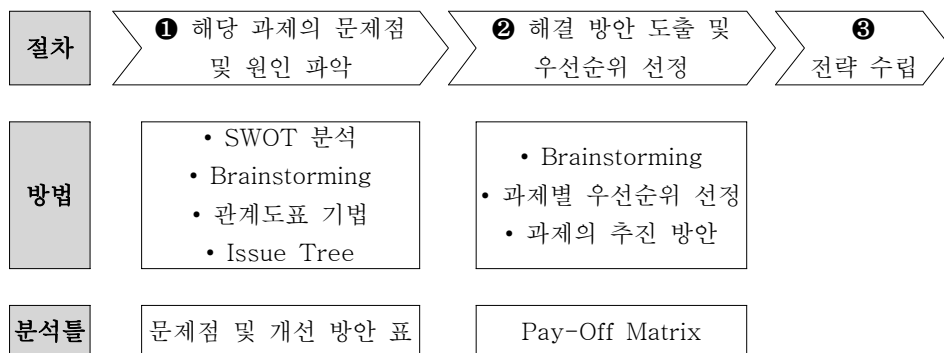 절차
❶ 해당 과제의 문제점
및 원인 파악
❷ 해결 방안 도출 및
우선순위 선정
❸
전략 수립
방법
• SWOT 분석
• Brainstorming
• 관계도표 기법
• Issue Tree
• Brainstorming
• 과제별 우선순위 선정
• 과제의 추진 방안
분석틀
문제점 및 개선 방안 표
Pay-Off Matrix